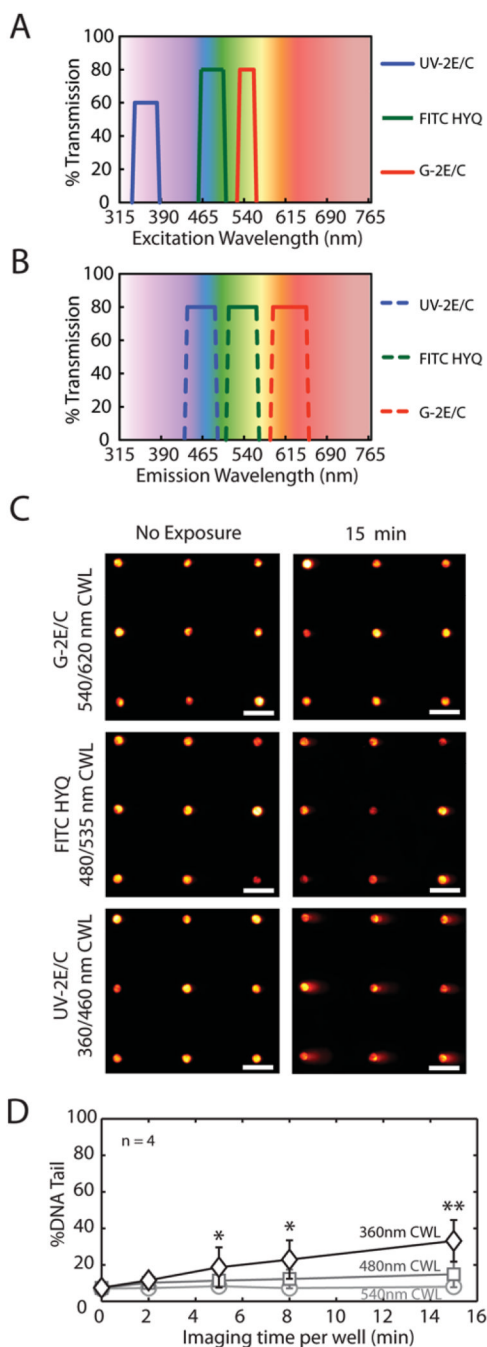 A
100
80
60
40
20
0
% Transmission
315 390 465 540 615 690 765
Excitation Wavelength (nm)
UV-2E/C
FITC HYQ
G-2E/C
B
100
80
60
40
20
0
% Transmission
315 390 465 540 615 690 765
Emission Wavelength (nm)
UV-2E/C
FITC HYQ
G-2E/C
C
No Exposure 15 min
G-2E/C
540/620 nm CWL
FITC HYQ
480/535 nm CWL
UV-2E/C
360/460 nm CWL
D
100
80
60
40
20
0
%DNA Tail
n = 4
*
*
**
360nm CWL
480nm CWL
540nm CWL
0 2 4 6 8 10 12 14 16
Imaging time per well (min)